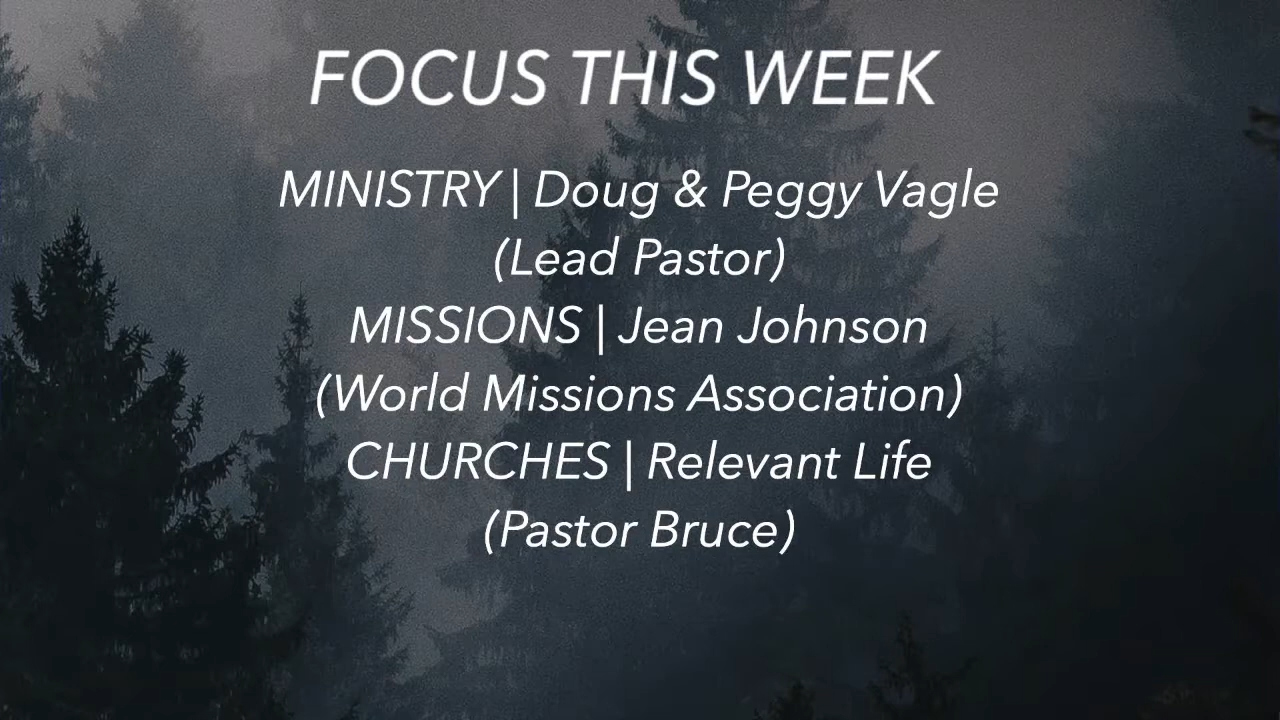 FOCUS THIS WEEK
MINISTRY | Doug & Peggy Vagle
(Lead Pastor)
MISSIONS | Jean Johnson
(World Missions Association)
CHURCHES | Relevant Life
(Pastor Bruce)